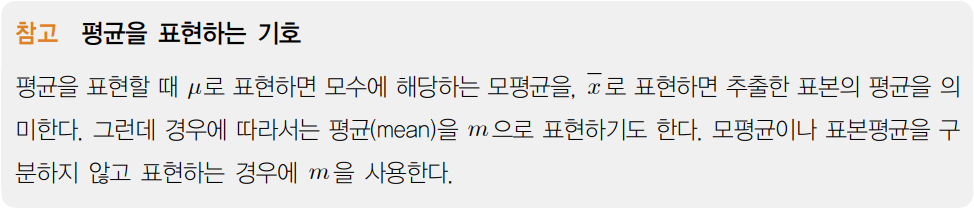 참고 평균을 표현하는 기호
평균을 표현할 때 μ로 표현하면 모수에 해당하는 모평균을, x̄로 표현하면 추출한 표본의 평균을 의
미한다. 그런데 경우에 따라서는 평균(mean)을 m으로 표현하기도 한다. 모평균이나 표본평균을 구
분하지 않고 표현하는 경우에 m을 사용한다.